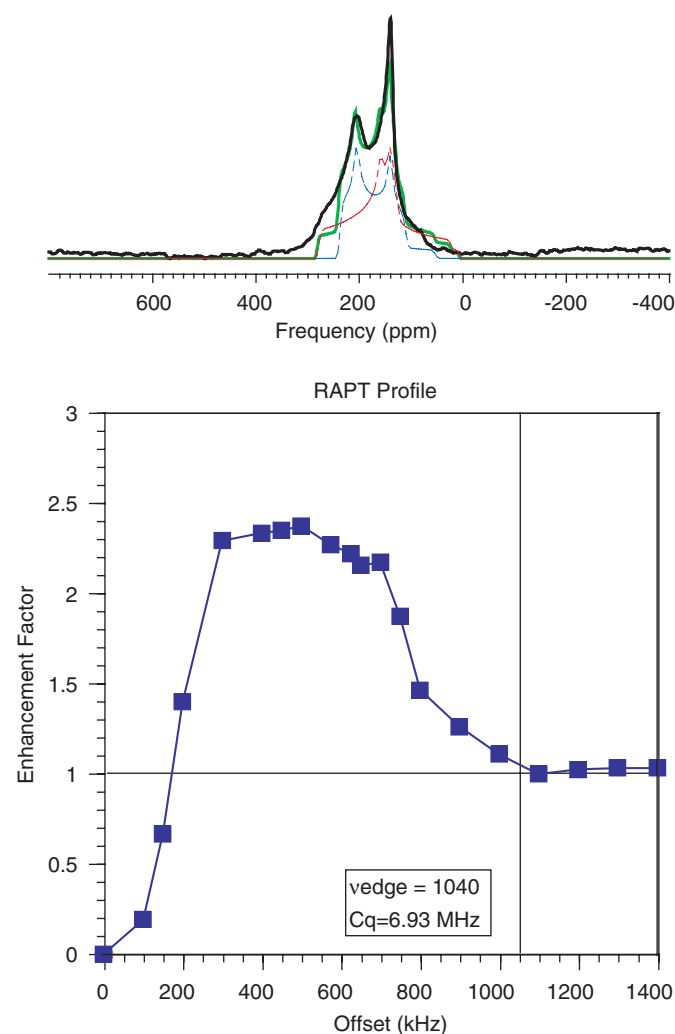 600 400 200 0 -200 -400
Frequency (ppm)
RAPT Profile
3
2.5
2
1.5
1
0.5
0
Enhancement Factor
νedge = 1040
Cq=6.93 MHz
0 200 400 600 800 1000 1200 1400
Offset (kHz)